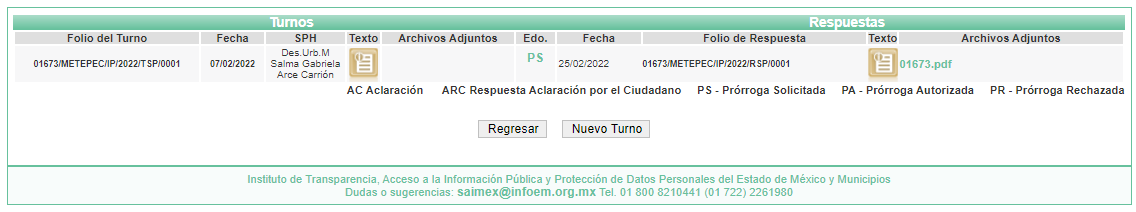 Turnos Respuestas
Folio del Turno Fecha SPH Texto Archivos Adjuntos Edo. Fecha Folio de Respuesta Texto Archivos Adjuntos
01673/METEPEC/IP/2022/TSP/0001 07/02/2022 Des.Urb.M Salma Gabriela Arce Carrión PS 25/02/2022 01673/METEPEC/IP/2022/RSP/0001 01673.pdf
AC Aclaración ARC Respuesta Aclaración por el Ciudadano PS - Prórroga Solicitada PA - Prórroga Autorizada PR - Prórroga Rechazada
Regresar Nuevo Turno
Instituto de Transparencia, Acceso a la Información Pública y Protección de Datos Personales del Estado de México y Municipios
Dudas o sugerencias: saimex@infoem.org.mx Tel. 01 800 8210441 (01 722) 2261980